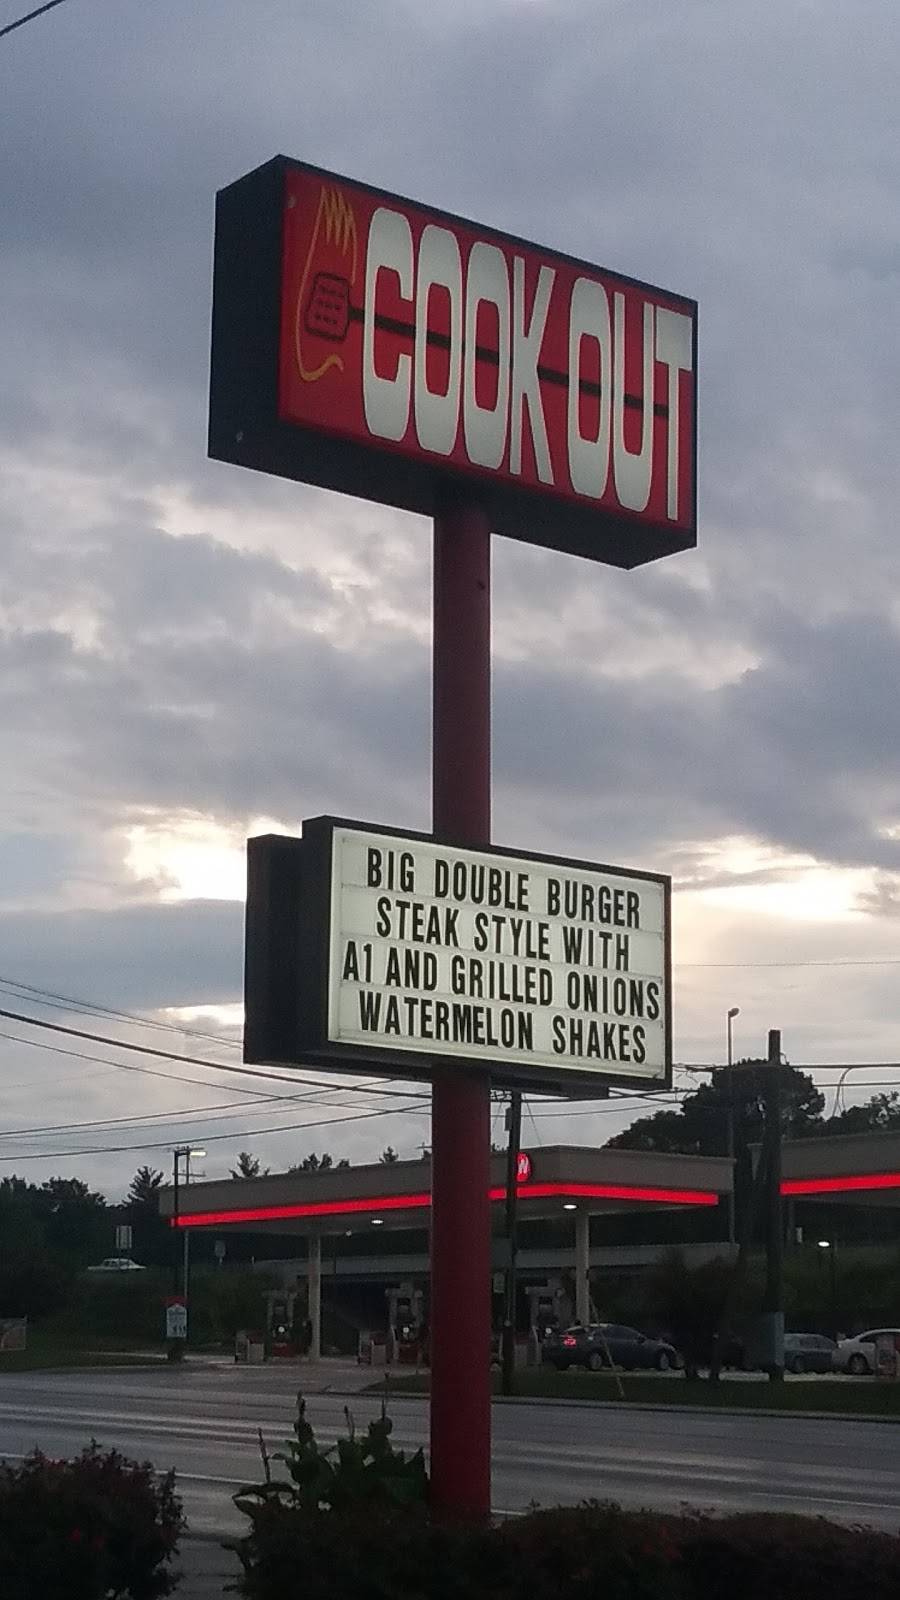 COOK OUT
BIG DOUBLE BURGER
STEAK STYLE WITH
A1 AND GRILLED ONIONS
WATERMELON SHAKES